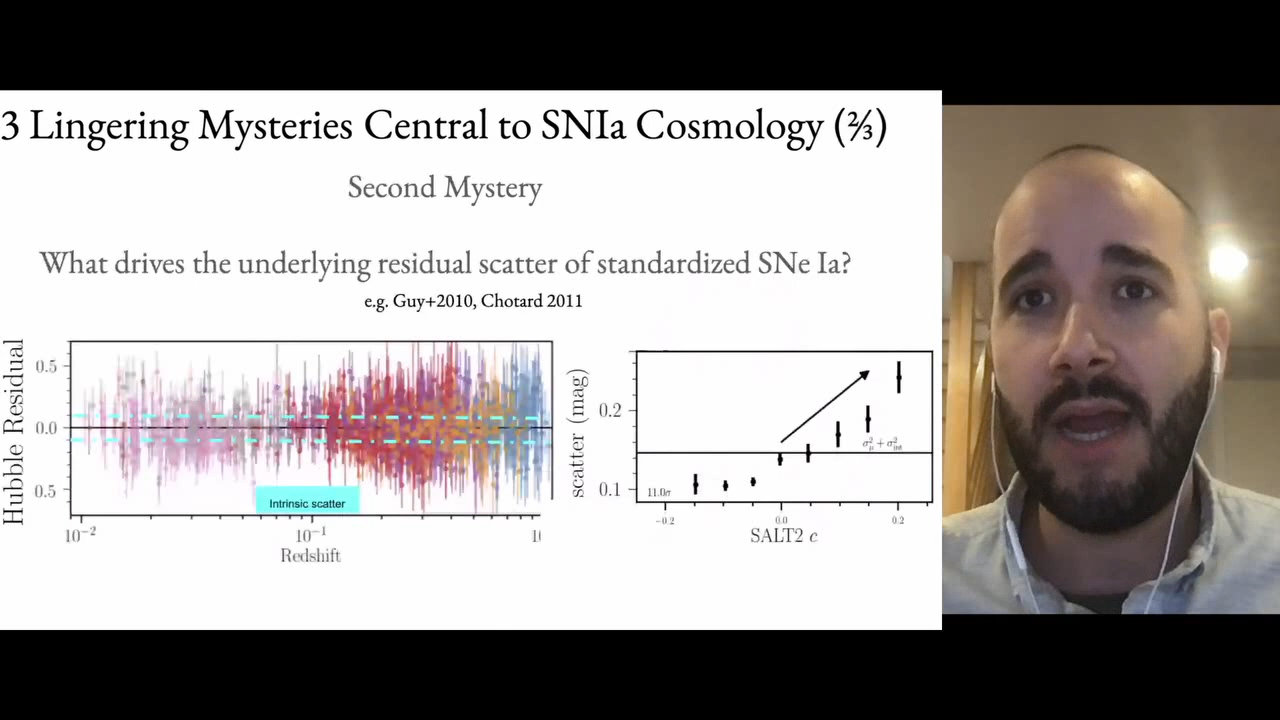 3 Lingering Mysteries Central to SNIa Cosmology (⅔)
Second Mystery
What drives the underlying residual scatter of standardized SNe Ia?
e.g. Guy+2010, Chotard 2011
Hubble Residual
0.5
0.0
0.5
Intrinsic scatter
10⁻²
10⁻¹
Redshift
scatter (mag)
0.2
0.1
11.0σ
−0.2
0.0
0.2
SALT2 c